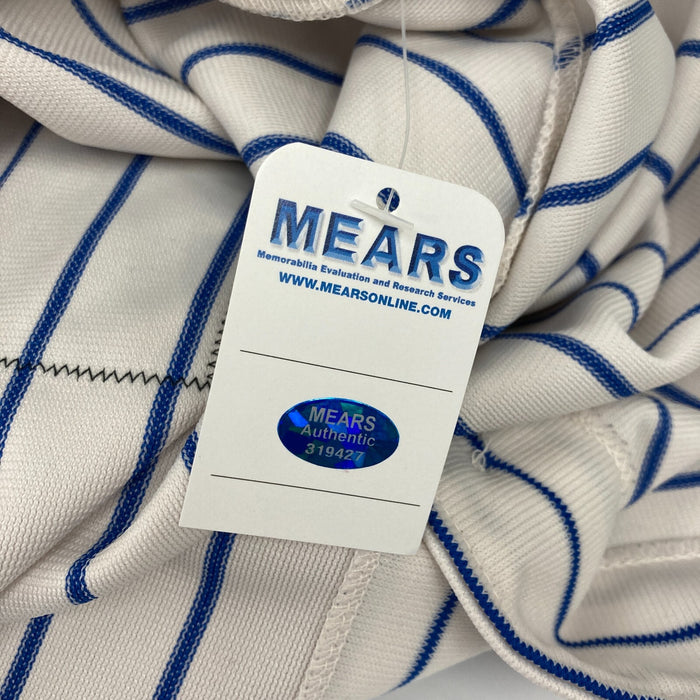 MEARS
Memorabilia Evaluation and Research Services
WWW.MEARSONLINE.COM
MEARS
Authentic
319427